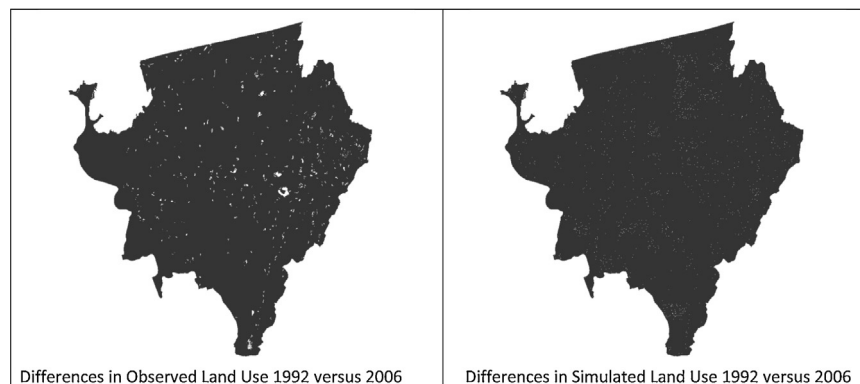 Differences in Observed Land Use 1992 versus 2006
Differences in Simulated Land Use 1992 versus 2006